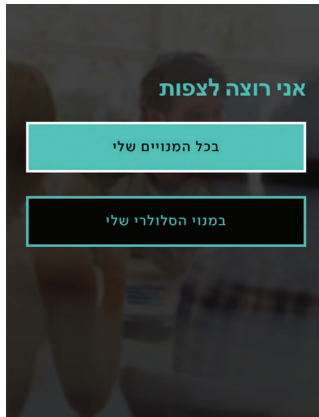 אני רוצה לצפות
בכל המנויים שלי
במנוי הסלולרי שלי